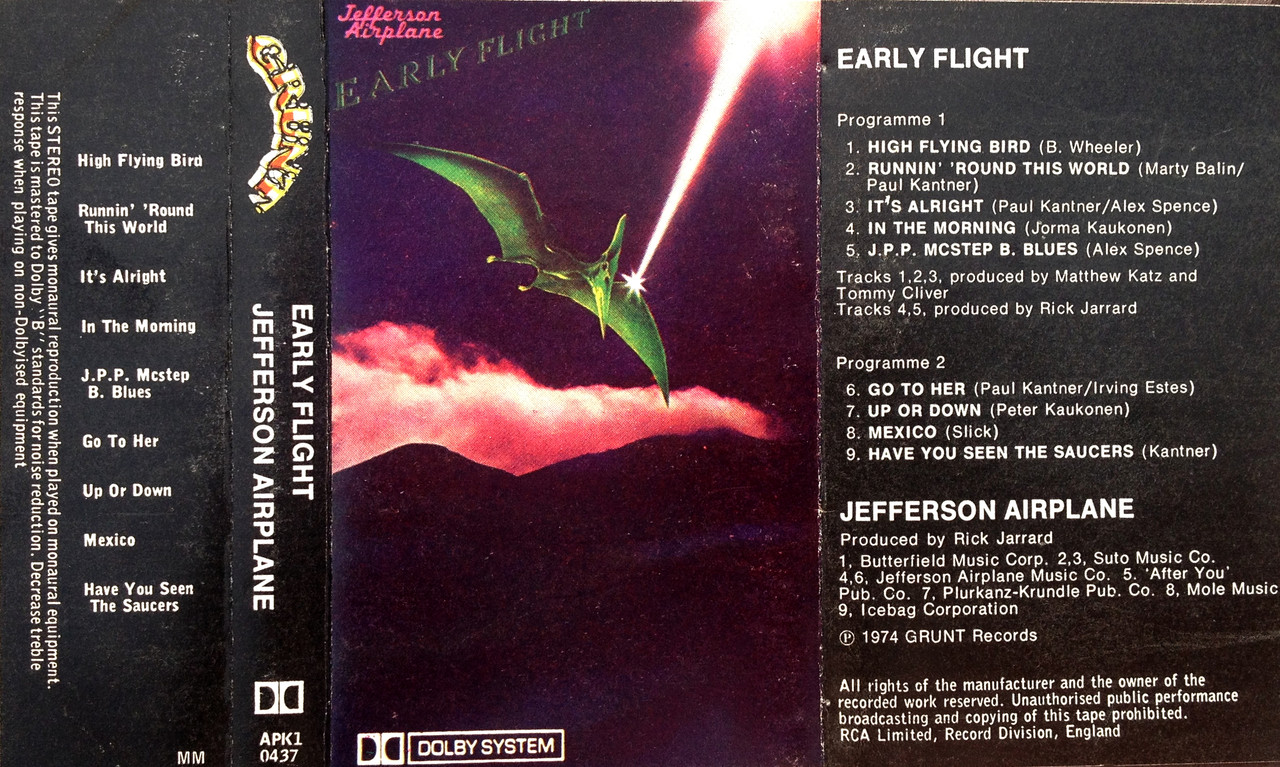 This STEREO tape gives monaural reproduction when played on monaural equipment.
This tape is mastered to Dolby "B" standards for noise reduction. Decrease treble
response when playing on non-Dolbyised equipment
High Flying Bird
Runnin' 'Round
This World
It's Alright
In The Morning
J.P.P. Mcstep
B. Blues
Go To Her
Up Or Down
Mexico
Have You Seen
The Saucers
MM
GRUNT
EARLY FLIGHT
JEFFERSON AIRPLANE
APK1
0437
Jefferson
Airplane
EARLY FLIGHT
DOLBY SYSTEM
EARLY FLIGHT
Programme 1
1. HIGH FLYING BIRD (B. Wheeler)
2. RUNNIN' 'ROUND THIS WORLD (Marty Balin/
Paul Kantner)
3. IT'S ALRIGHT (Paul Kantner/Alex Spence)
4. IN THE MORNING (Jorma Kaukonen)
5. J.P.P. MCSTEP B. BLUES (Alex Spence)
Tracks 1,2,3, produced by Matthew Katz and
Tommy Cliver
Tracks 4,5, produced by Rick Jarrard
Programme 2
6. GO TO HER (Paul Kantner/Irving Estes)
7. UP OR DOWN (Peter Kaukonen)
8. MEXICO (Slick)
9. HAVE YOU SEEN THE SAUCERS (Kantner)
JEFFERSON AIRPLANE
Produced by Rick Jarrard
1, Butterfield Music Corp. 2,3, Suto Music Co.
4,6, Jefferson Airplane Music Co. 5. 'After You'
Pub. Co. 7, Plurkanz-Krundle Pub. Co. 8, Mole Music
9, Icebag Corporation
℗ 1974 GRUNT Records
All rights of the manufacturer and the owner of the
recorded work reserved. Unauthorised public performance
broadcasting and copying of this tape prohibited.
RCA Limited, Record Division, England